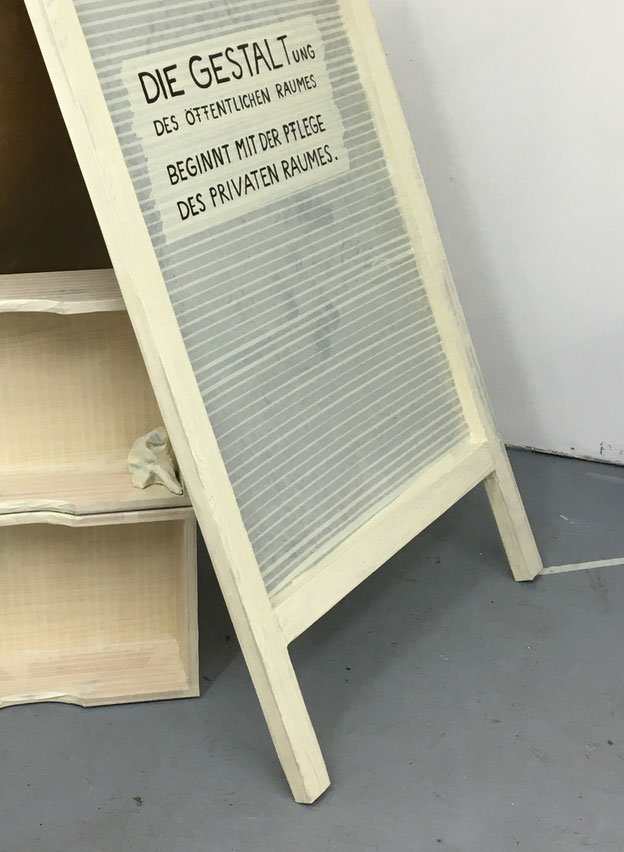 DIE GESTALTUNG
DES ÖFFENTLICHEN RAUMES
BEGINNT MIT DER PFLEGE
DES PRIVATEN RAUMES.